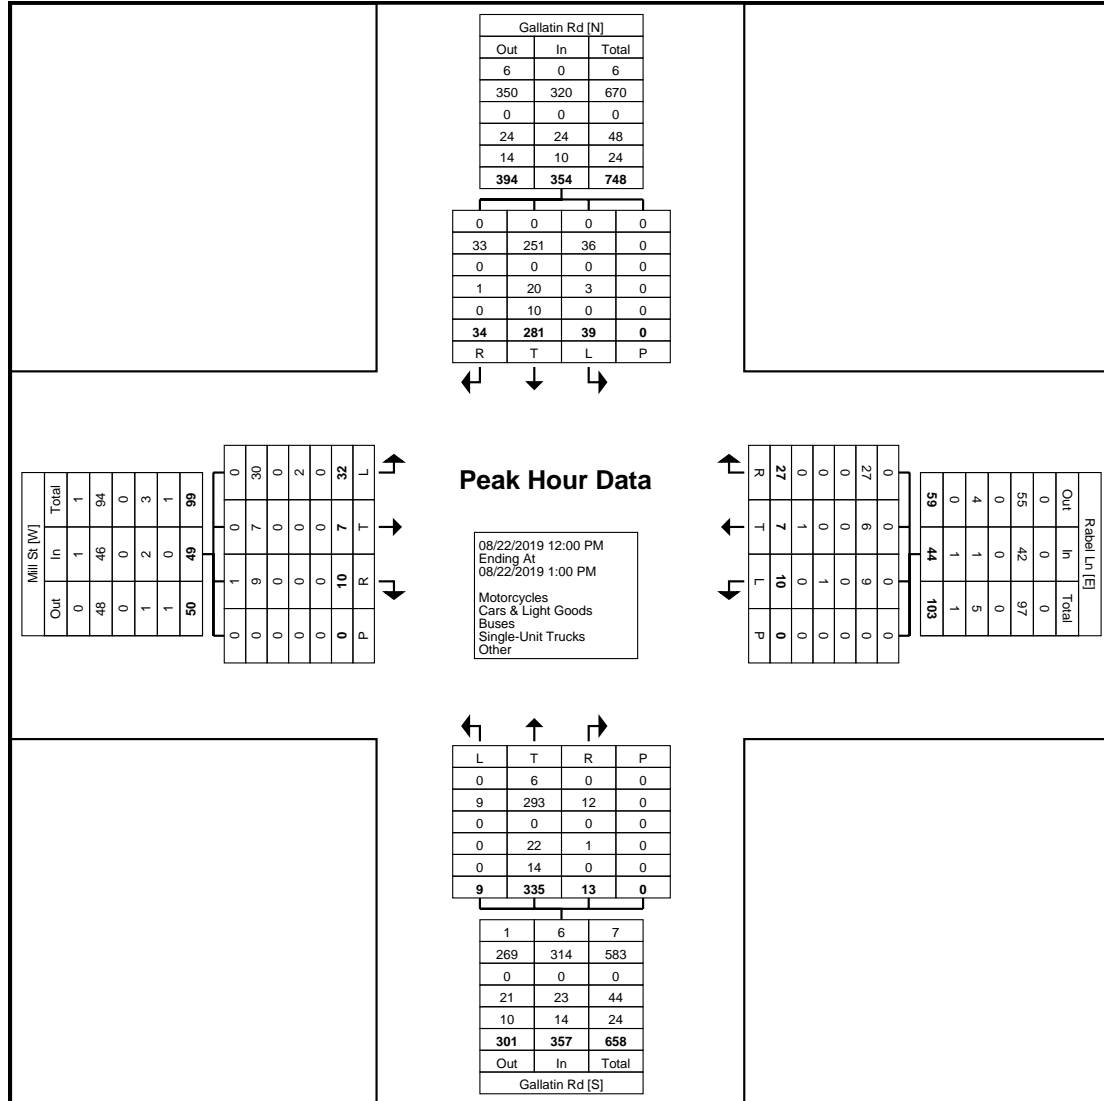 Gallatin Rd [N]
Out In Total
6 0 6
350 320 670
0 0 0
24 24 48
14 10 24
394 354 748
0 0 0 0
33 251 36 0
0 0 0 0
1 20 3 0
0 10 0 0
34 281 39 0
R T L P
Mill St [W]
Total In Out
1 1 0
94 46 48
0 0 0
3 2 1
1 0 1
99 49 50
0 0 1 0
30 7 9 0
0 0 0 0
2 0 0 0
0 0 0 0
32 7 10 0
L T R P
Peak Hour Data
08/22/2019 12:00 PM
Ending At
08/22/2019 1:00 PM
Motorcycles
Cars & Light Goods
Buses
Single-Unit Trucks
Other
Rabel Ln [E]
Out In Total
0 0 0
55 42 97
0 0 0
4 1 5
0 1 1
59 44 103
0 0 0 0
27 6 9 0
0 0 0 0
0 0 1 0
0 1 0 0
27 7 10 0
R T L P
L T R P
0 6 0 0
9 293 12 0
0 0 0 0
0 22 1 0
0 14 0 0
9 335 13 0
1 6 7
269 314 583
0 0 0
21 23 44
10 14 24
301 357 658
Out In Total
Gallatin Rd [S]